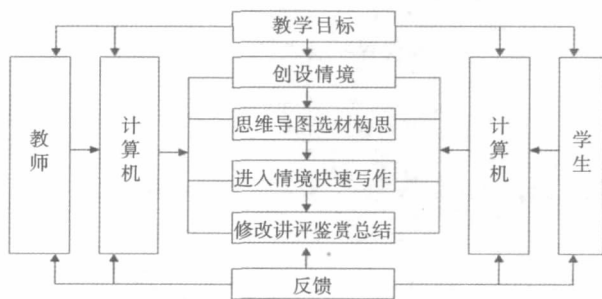 教学目标
创设情境
思维导图选材构思
进入情境快速写作
修改讲评鉴赏总结
反馈
教师
计算机
计算机
学生